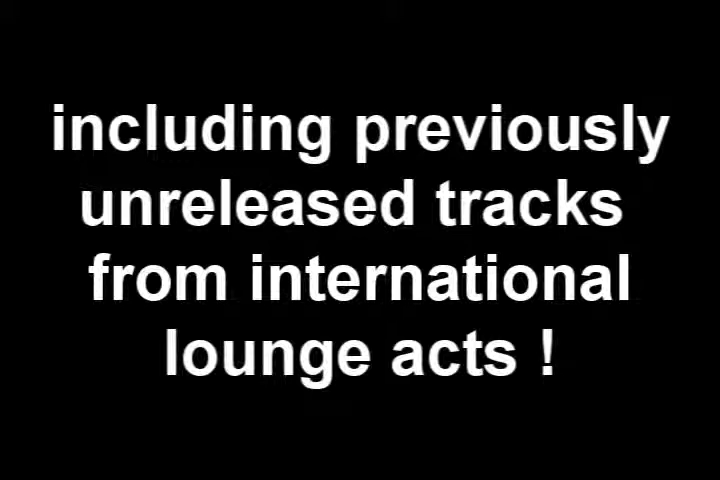 including previously
unreleased tracks
from international
lounge acts !